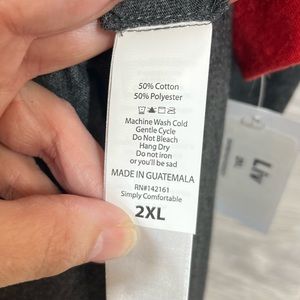 50% Cotton
50% Polyester
Machine Wash Cold
Gentle Cycle
Do Not Bleach
Hang Dry
Do not iron
or you'll be sad
MADE IN GUATEMALA
RN#142161
Simply Comfortable
2XL